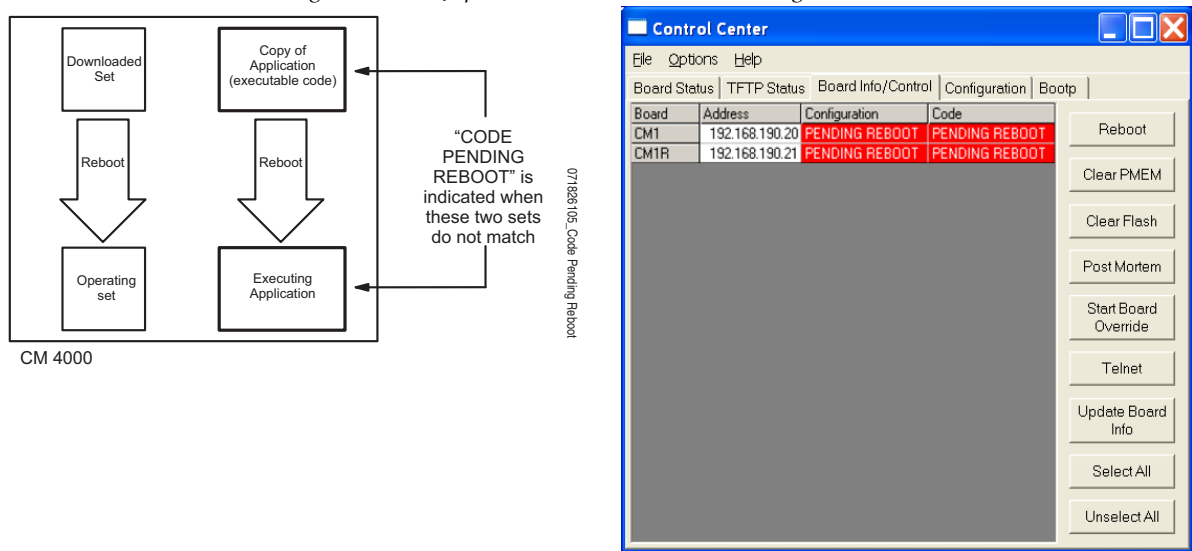 Downloaded
Set
Copy of
Application
(executable code)
Reboot
Reboot
Operating
set
Executing
Application
"CODE
PENDING
REBOOT" is
indicated when
these two sets
do not match
071826105_Code Pending Reboot
CM 4000
Control Center
File Options Help
Board Status TFTP Status Board Info/Control Configuration Bootp
Board Address Configuration Code
CM1 192.168.190.20 PENDING REBOOT PENDING REBOOT
CM1R 192.168.190.21 PENDING REBOOT PENDING REBOOT
Reboot
Clear PMEM
Clear Flash
Post Mortem
Start Board
Override
Telnet
Update Board
Info
Select All
Unselect All